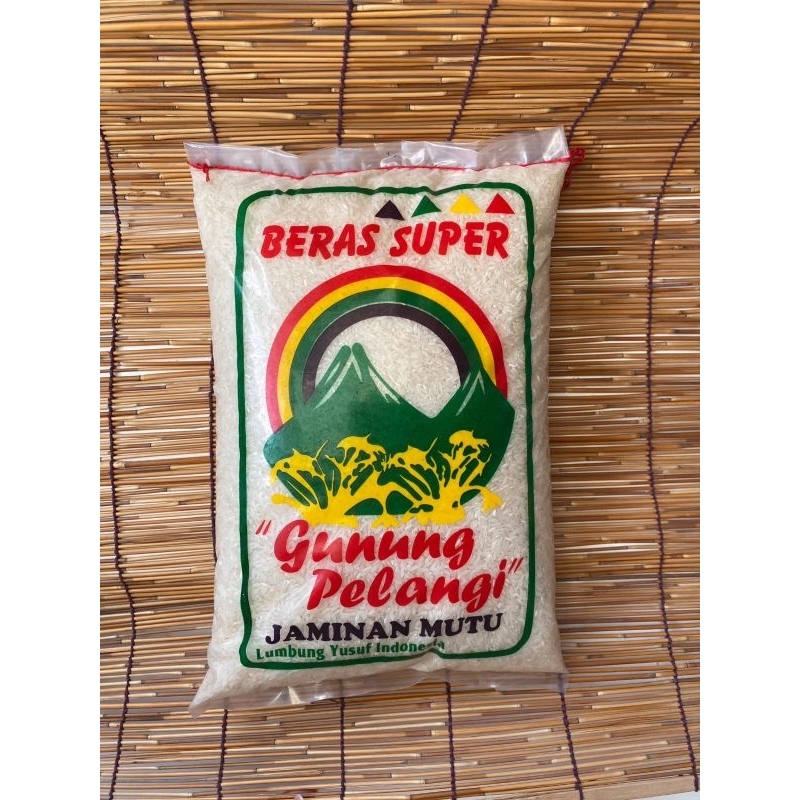 BERAS SUPER
"Gunung
Pelangi"
JAMINAN MUTU
Lumbung Yusuf Indonesia